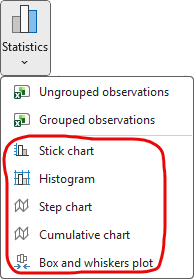 Statistics
Ungrouped observations
Grouped observations
Stick chart
Histogram
Step chart
Cumulative chart
Box and whiskers plot